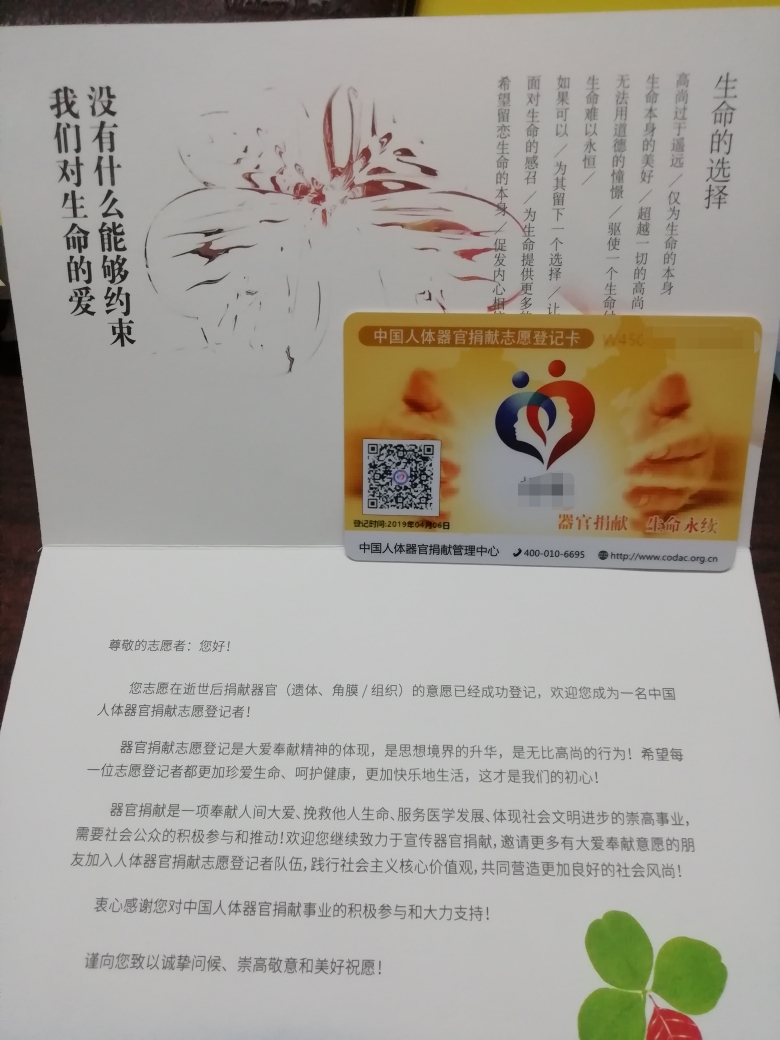 生命的选择
高尚过于遥远／仅为生命的本身
生命本身的美好／超越一切的高尚
无法用道德的憧憬／驱使一个生命
生命难以永恒／
如果可以／为其留下一个选择／让
面对生命的感召／为生命提供更多
希望留恋生命的本身／促发内心
没有什么能够约束
我们对生命的爱
中国人体器官捐献志愿登记卡 W450
登记时间:2019年04月06日
器官捐献 生命永续
中国人体器官捐献管理中心 400-010-6695 http://www.codac.org.cn
尊敬的志愿者：您好！
您志愿在逝世后捐献器官（遗体、角膜/组织）的意愿已经成功登记，欢迎您成为一名中国
人体器官捐献志愿登记者！
器官捐献志愿登记是大爱奉献精神的体现，是思想境界的升华，是无比高尚的行为！希望每
一位志愿登记者都更加珍爱生命、呵护健康，更加快乐地生活，这才是我们的初心！
器官捐献是一项奉献人间大爱、挽救他人生命、服务医学发展、体现社会文明进步的崇高事业，
需要社会公众的积极参与和推动！欢迎您继续致力于宣传器官捐献，邀请更多有大爱奉献意愿的朋
友加入人体器官捐献志愿登记者队伍，践行社会主义核心价值观，共同营造更加良好的社会风尚！
衷心感谢您对中国人体器官捐献事业的积极参与和大力支持！
谨向您致以诚挚问候、崇高敬意和美好祝愿！